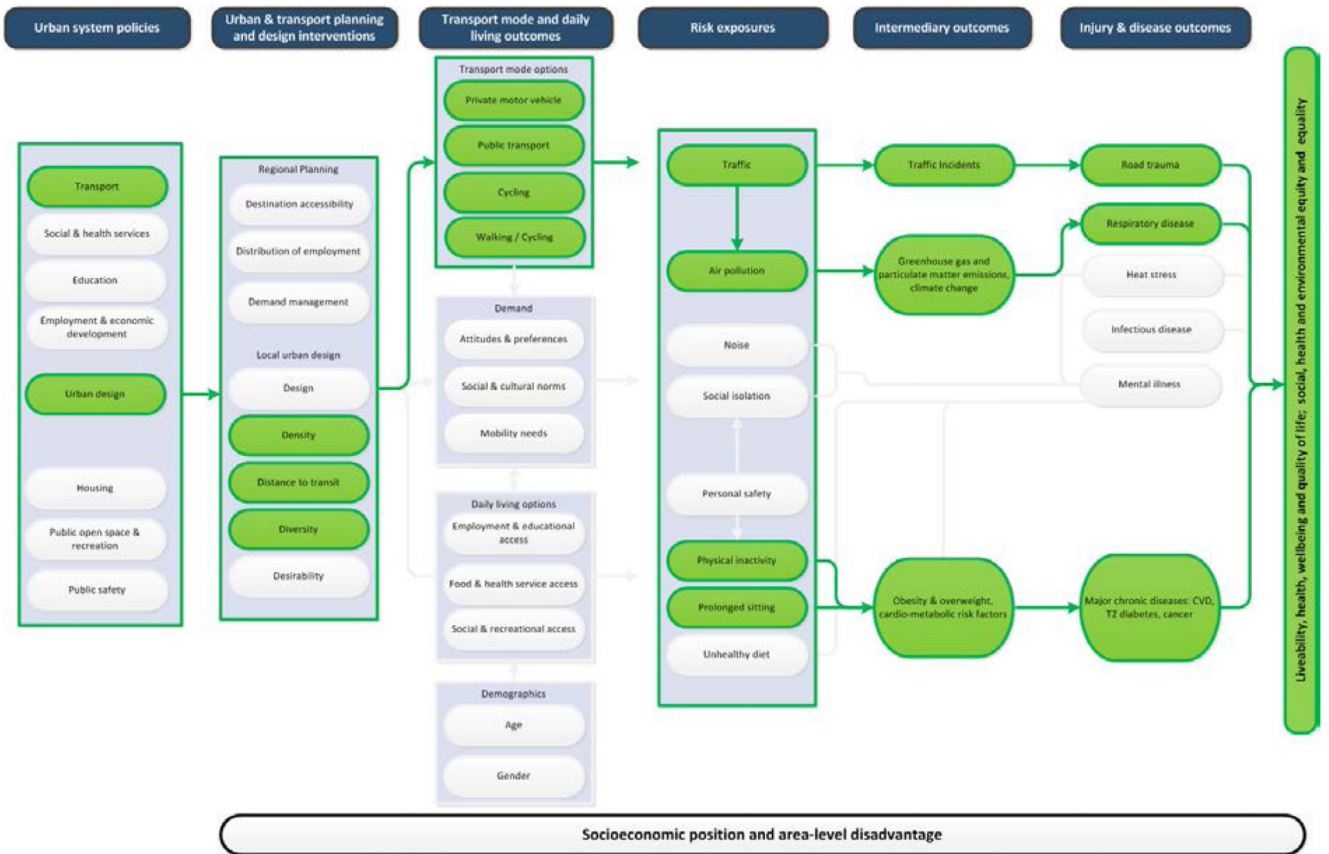 Urban system policies
Urban & transport planning
and design interventions
Transport mode and daily
living outcomes
Risk exposures
Intermediary outcomes
Injury & disease outcomes
Transport
Social & health services
Education
Employment & economic
development
Urban design
Housing
Public open space &
recreation
Public safety
Regional Planning
Destination accessibility
Distribution of employment
Demand management
Local urban design
Design
Density
Distance to transit
Diversity
Desirability
Transport mode options
Private motor vehicle
Public transport
Cycling
Walking / Cycling
Demand
Attitudes & preferences
Social & cultural norms
Mobility needs
Daily living options
Employment & educational
access
Food & health service access
Social & recreational access
Demographics
Age
Gender
Traffic
Air pollution
Noise
Social isolation
Personal safety
Physical inactivity
Prolonged sitting
Unhealthy diet
Traffic Incidents
Greenhouse gas and
particulate matter emissions,
climate change
Obesity & overweight,
cardio-metabolic risk factors
Road trauma
Respiratory disease
Heat stress
Infectious disease
Mental illness
Major chronic diseases: CVD,
T2 diabetes, cancer
Liveability, health, wellbeing and quality of life; social, health and environmental equity and equality
Socioeconomic position and area-level disadvantage